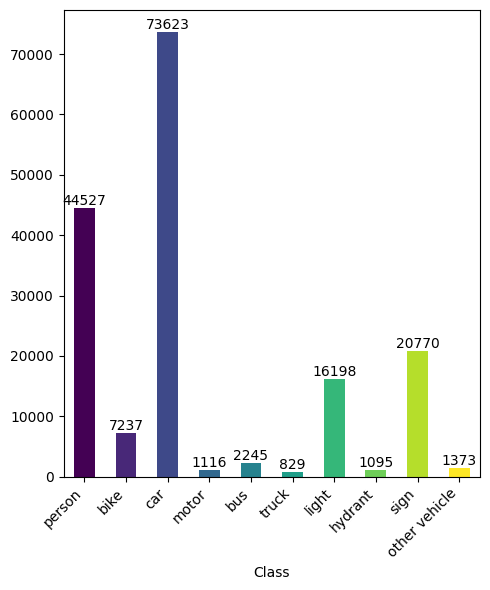 73623
70000
60000
50000
44527
40000
30000
20770
20000
16198
10000
7237
2245
1116
829
1095
1373
0
person
bike
car
motor
bus
truck
light
hydrant
sign
other vehicle
Class